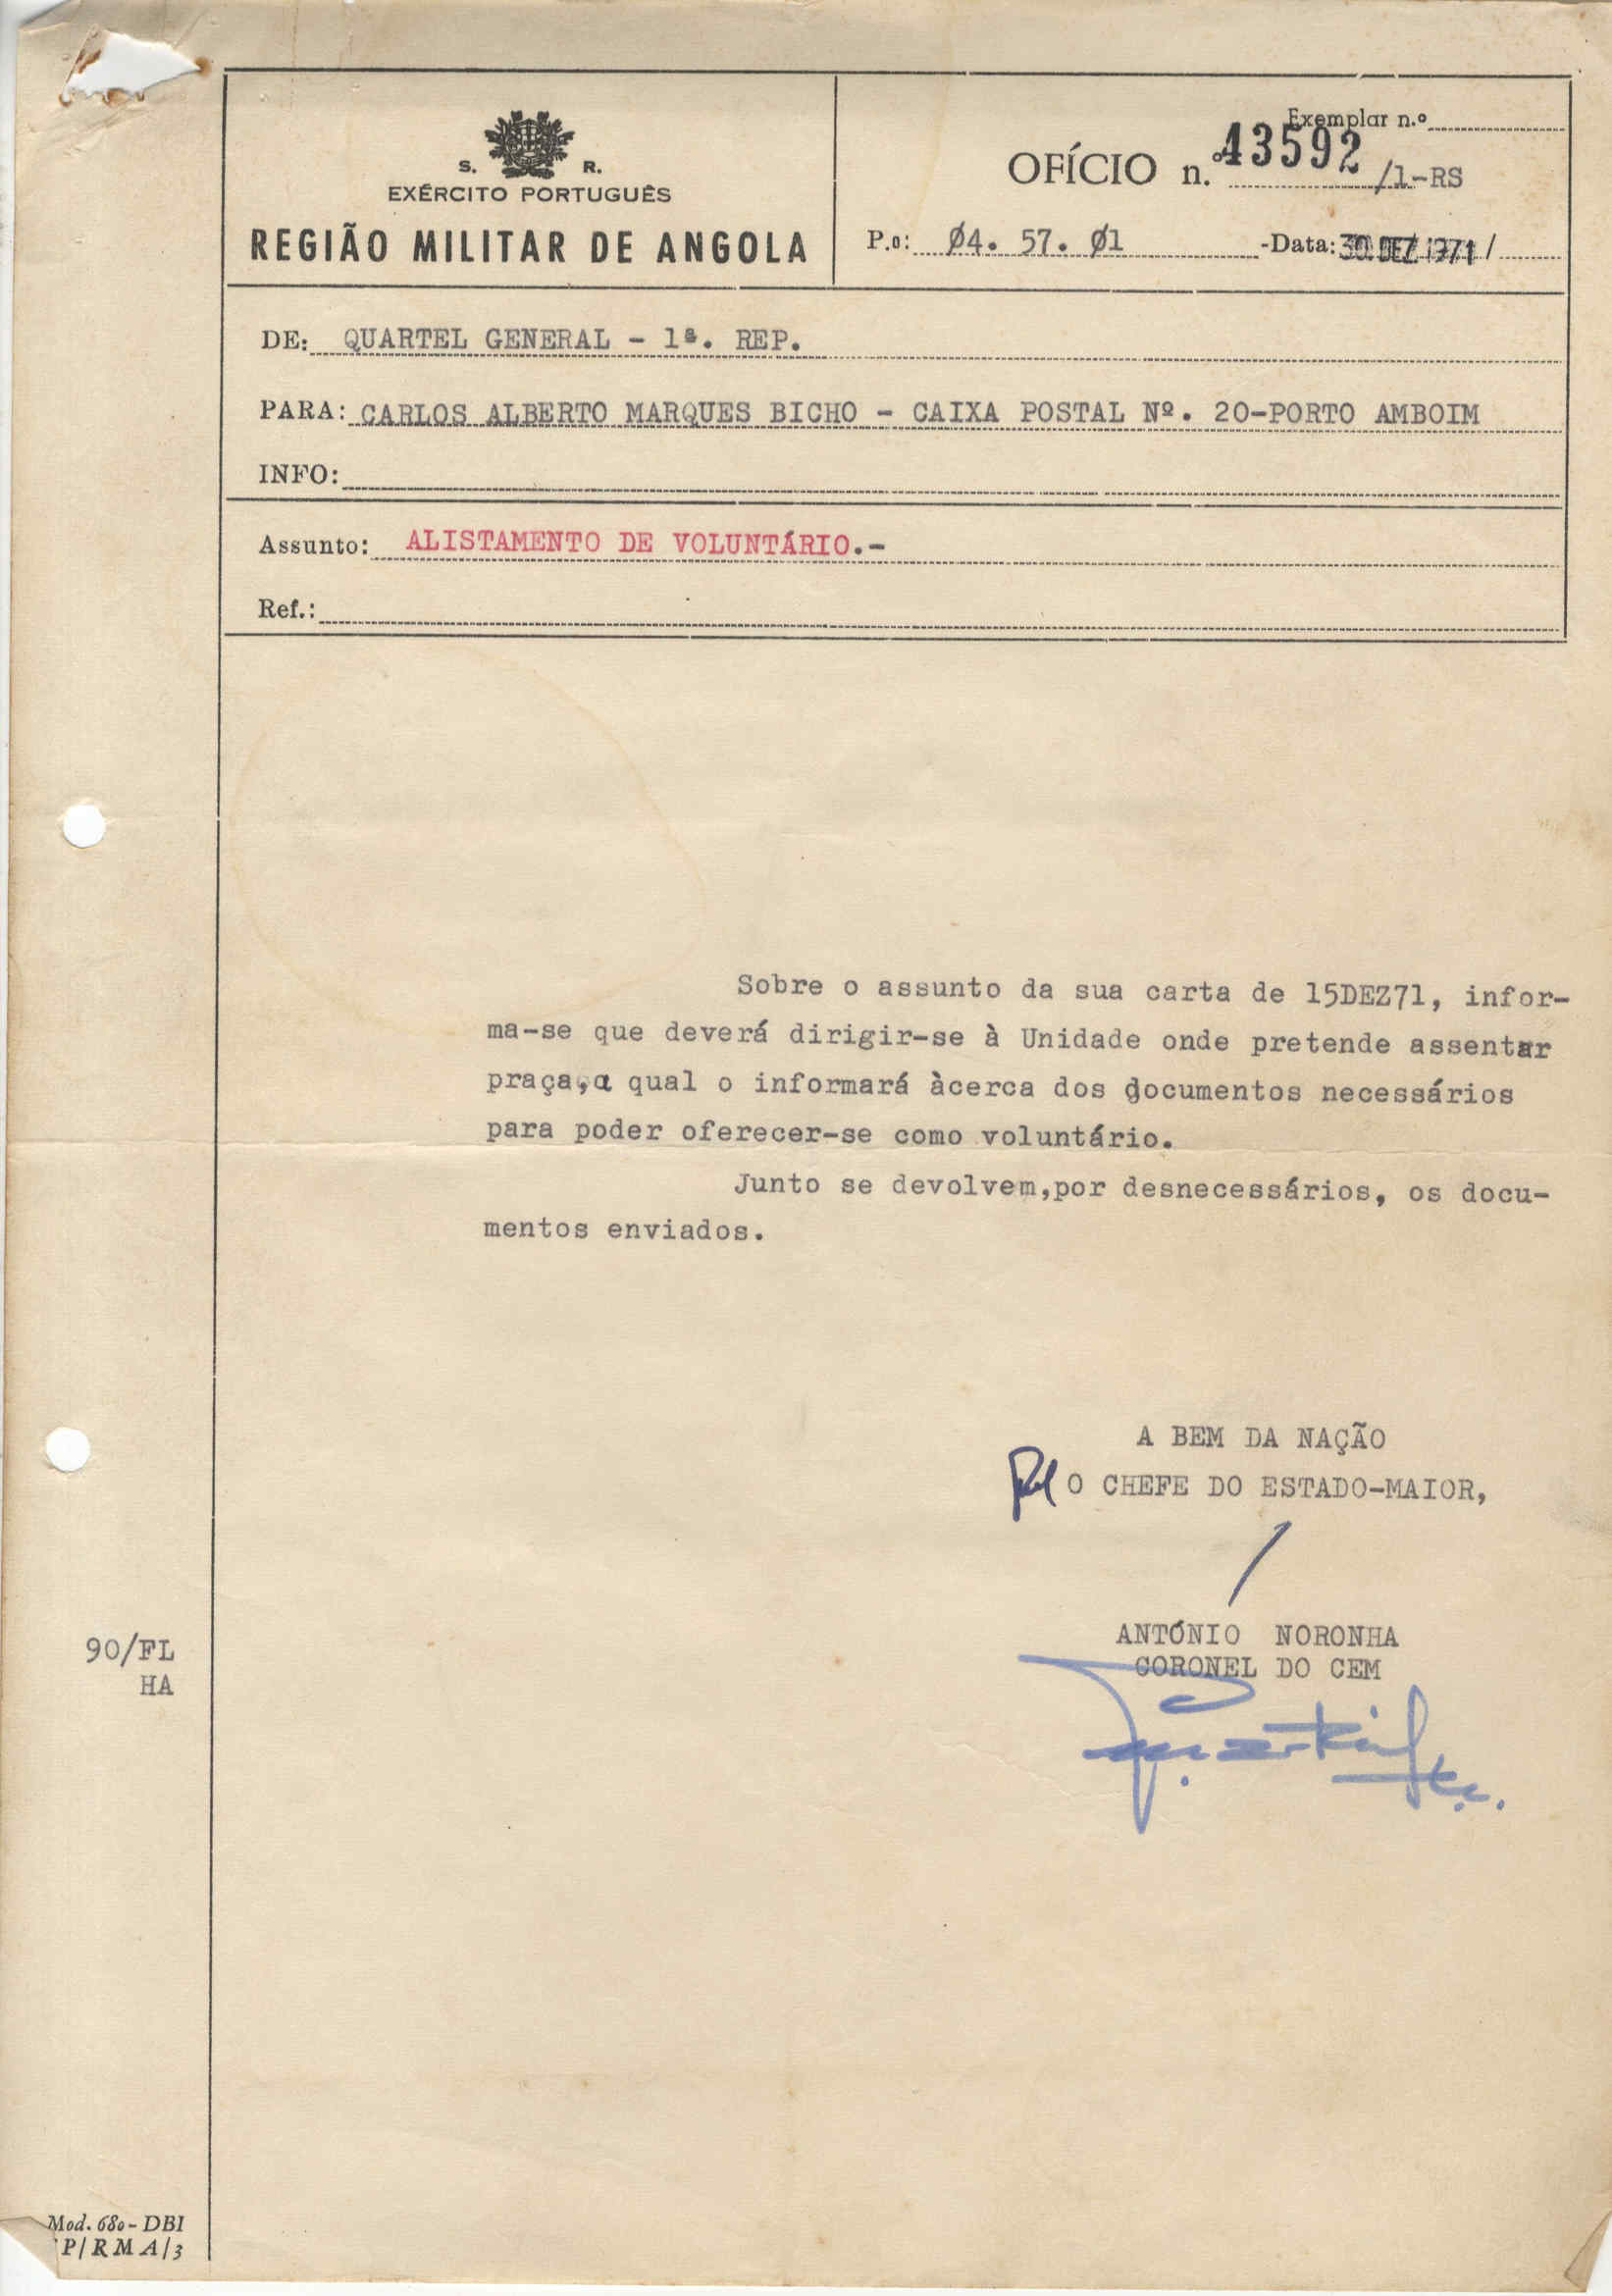 S. R.
EXÉRCITO PORTUGUÊS
REGIÃO MILITAR DE ANGOLA
Exemplar n.º
OFÍCIO n.º 43592 /1-RS
P.o: Ø4. 57. Ø1 -Data: 30 DEZ 1971 /
DE: QUARTEL GENERAL - 1ª. REP.
PARA: CARLOS ALBERTO MARQUES BICHO - CAIXA POSTAL Nº. 20-PORTO AMBOIM
INFO:
Assunto: ALISTAMENTO DE VOLUNTÁRIO.-
Ref.:
Sobre o assunto da sua carta de 15DEZ71, infor-
ma-se que deverá dirigir-se à Unidade onde pretende assentar
praça,a qual o informará àcerca dos documentos necessários
para poder oferecer-se como voluntário.
Junto se devolvem,por desnecessários, os docu-
mentos enviados.
A BEM DA NAÇÃO
Pel O CHEFE DO ESTADO-MAIOR,
ANTÓNIO NORONHA
CORONEL DO CEM
90/FL
HA
Mod. 680 - DBI
P/RMA/3